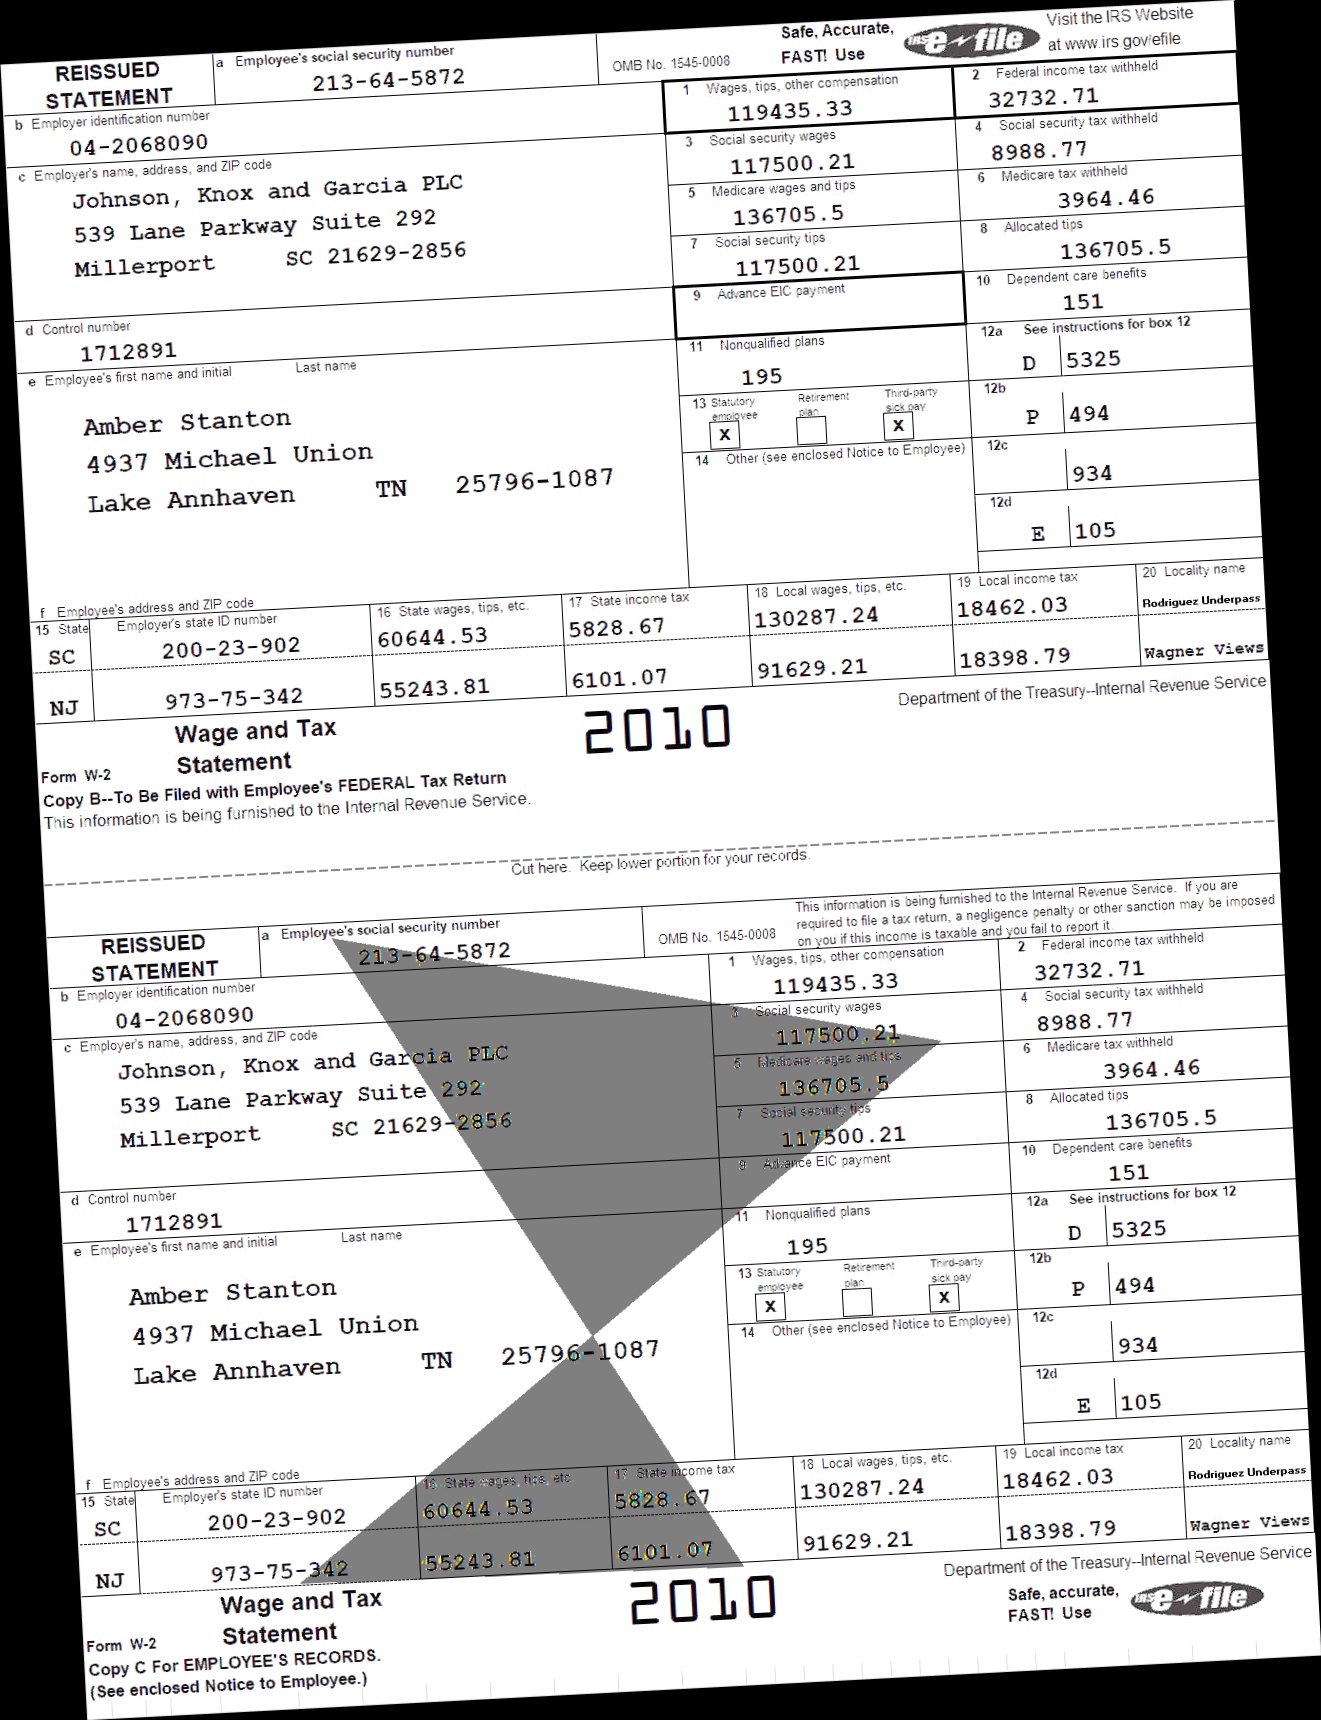 REISSUED STATEMENT
a Employee's social security number
213-64-5872
OMB No. 1545-0008
Safe, Accurate, FAST! Use
IRS e-file
Visit the IRS Website at www.irs.gov/efile
b Employer identification number
04-2068090
1 Wages, tips, other compensation
119435.33
2 Federal income tax withheld
32732.71
c Employer's name, address, and ZIP code
Johnson, Knox and Garcia PLC
539 Lane Parkway Suite 292
Millerport SC 21629-2856
3 Social security wages
117500.21
4 Social security tax withheld
8988.77
5 Medicare wages and tips
136705.5
6 Medicare tax withheld
3964.46
7 Social security tips
117500.21
8 Allocated tips
136705.5
d Control number
1712891
9 Advance EIC payment
10 Dependent care benefits
151
e Employee's first name and initial Last name
Amber Stanton
4937 Michael Union
Lake Annhaven TN 25796-1087
11 Nonqualified plans
195
12a See instructions for box 12
D 5325
13 Statutory employee X
Retirement plan
Third-party sick pay X
12b
P 494
14 Other (see enclosed Notice to Employee)
12c
934
12d
E 105
f Employee's address and ZIP code
15 State Employer's state ID number
16 State wages, tips, etc.
17 State income tax
18 Local wages, tips, etc.
19 Local income tax
20 Locality name
SC 200-23-902 60644.53 5828.67 130287.24 18462.03 Rodriguez Underpass
NJ 973-75-342 55243.81 6101.07 91629.21 18398.79 Wagner Views
Form W-2 Wage and Tax Statement
2010
Department of the Treasury--Internal Revenue Service
Copy B--To Be Filed with Employee's FEDERAL Tax Return
This information is being furnished to the Internal Revenue Service.
Cut here. Keep lower portion for your records.
REISSUED STATEMENT
a Employee's social security number
213-64-5872
OMB No. 1545-0008
This information is being furnished to the Internal Revenue Service. If you are
required to file a tax return, a negligence penalty or other sanction may be imposed
on you if this income is taxable and you fail to report it.
b Employer identification number
04-2068090
1 Wages, tips, other compensation
119435.33
2 Federal income tax withheld
32732.71
c Employer's name, address, and ZIP code
Johnson, Knox and Garcia PLC
539 Lane Parkway Suite 292
Millerport SC 21629-2856
3 Social security wages
117500.21
4 Social security tax withheld
8988.77
5 Medicare wages and tips
136705.5
6 Medicare tax withheld
3964.46
7 Social security tips
117500.21
8 Allocated tips
136705.5
d Control number
1712891
9 Advance EIC payment
10 Dependent care benefits
151
e Employee's first name and initial Last name
Amber Stanton
4937 Michael Union
Lake Annhaven TN 25796-1087
11 Nonqualified plans
195
12a See instructions for box 12
D 5325
13 Statutory employee X
Retirement plan
Third-party sick pay X
12b
P 494
14 Other (see enclosed Notice to Employee)
12c
934
12d
E 105
f Employee's address and ZIP code
15 State Employer's state ID number
16 State wages, tips, etc.
17 State income tax
18 Local wages, tips, etc.
19 Local income tax
20 Locality name
SC 200-23-902 60644.53 5828.67 130287.24 18462.03 Rodriguez Underpass
NJ 973-75-342 55243.81 6101.07 91629.21 18398.79 Wagner Views
Form W-2 Wage and Tax Statement
2010
Department of the Treasury--Internal Revenue Service
Safe, accurate, FAST! Use
IRS e-file
Copy C For EMPLOYEE'S RECORDS.
(See enclosed Notice to Employee.)